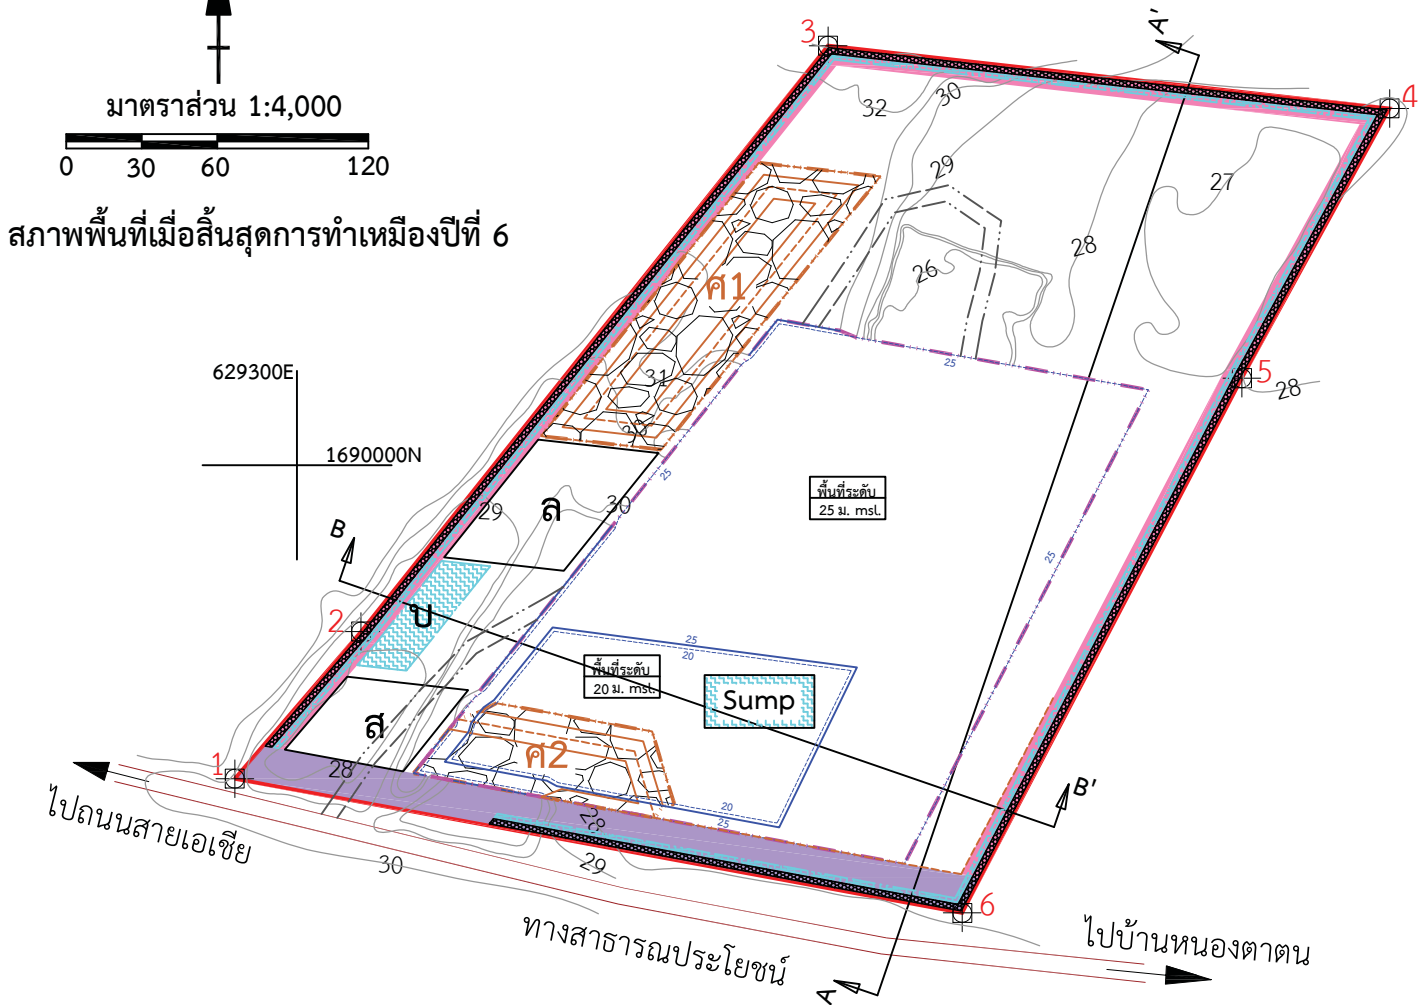 มาตราส่วน 1:4,000
0 30 60 120
สภาพพื้นที่เมื่อสิ้นสุดการทำเหมืองปีที่ 6
629300E
1690000N
3
A'
4
32
30
29
27
28
26
ศ1
31
30
25
5
28
25
ล
29
30
พื้นที่ระดับ
25 ม. msl.
25
B
2
บ
25
20
พื้นที่ระดับ
20 ม. msl.
Sump
ส
ศ2
1
28
20
25
28
B'
30
29
6
ไปถนนสายเอเชีย
ทางสาธารณประโยชน์
ไปบ้านหนองตาตน
A